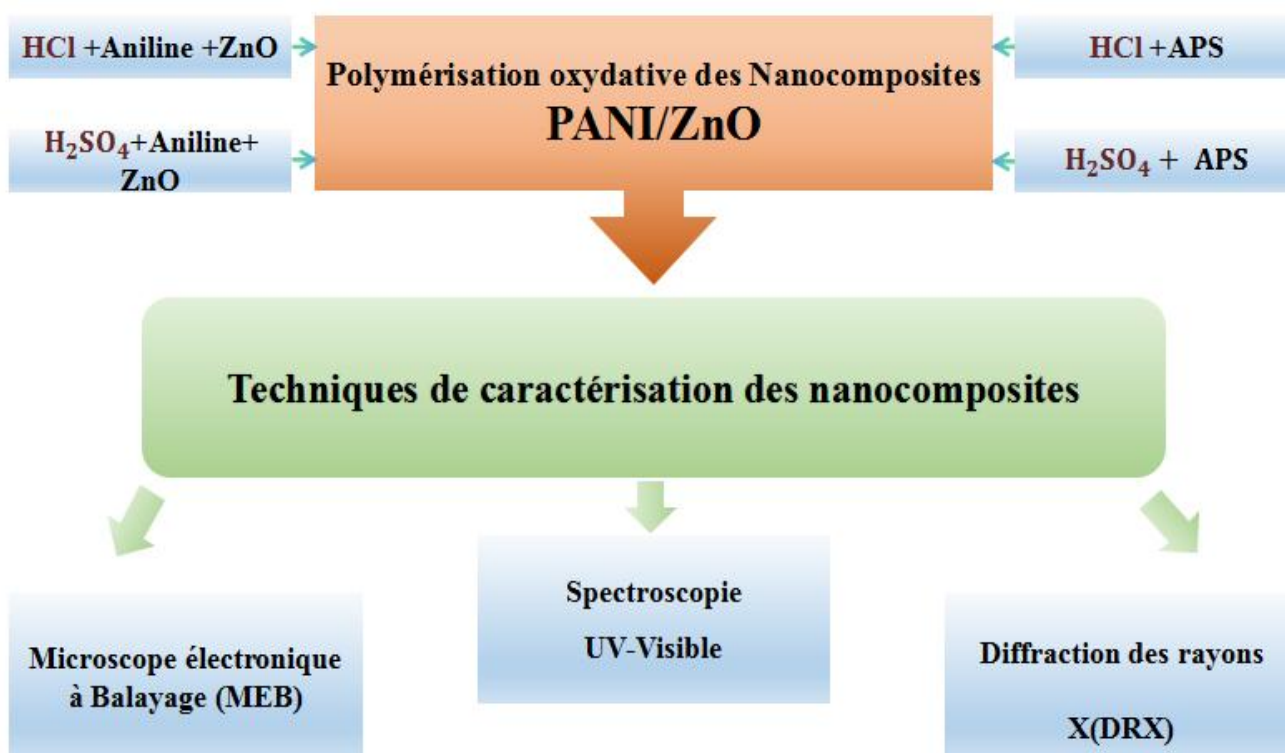 HCl +Aniline +ZnO
Polymérisation oxydative des Nanocomposites
PANI/ZnO
HCl +APS
H₂SO₄+Aniline+
ZnO
H₂SO₄ + APS
Techniques de caractérisation des nanocomposites
Microscope électronique
à Balayage (MEB)
Spectroscopie
UV-Visible
Diffraction des rayons
X(DRX)